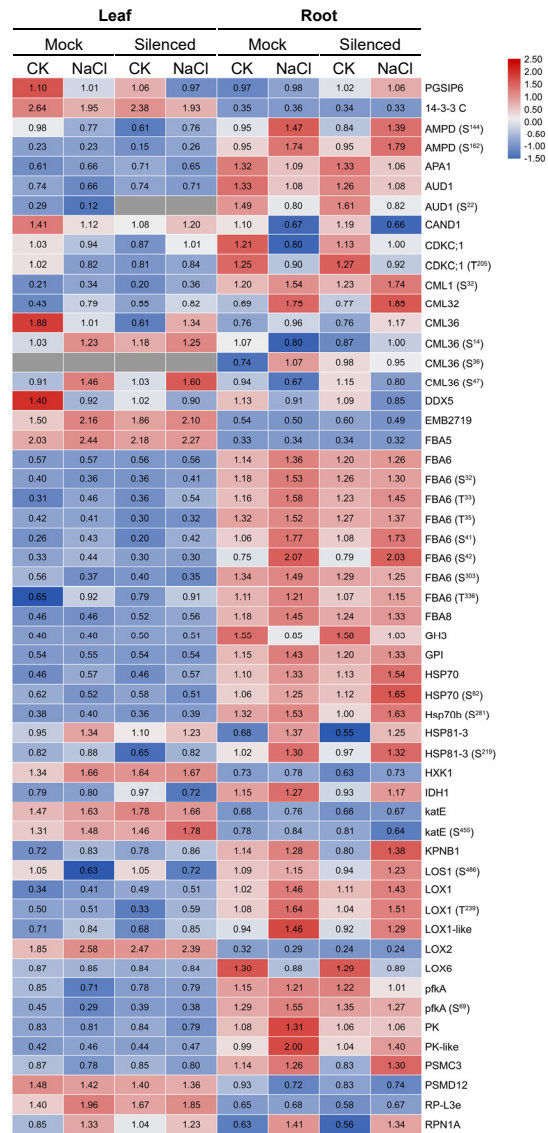 Leaf Root
Mock Silenced Mock Silenced
CK NaCl CK NaCl CK NaCl CK NaCl
2.50
2.00
1.50
1.00
0.50
0.00
-0.50
-1.00
-1.50
1.10 1.01 1.06 0.97 0.97 0.98 1.02 1.06 PGSIP6
2.64 1.95 2.38 1.93 0.35 0.36 0.34 0.33 14-3-3 C
0.98 0.77 0.61 0.76 0.95 1.47 0.84 1.39 AMPD (S144)
0.23 0.23 0.15 0.26 0.95 1.74 0.95 1.79 AMPD (S162)
0.61 0.66 0.71 0.65 1.32 1.09 1.33 1.06 APA1
0.74 0.66 0.74 0.71 1.33 1.08 1.26 1.08 AUD1
0.29 0.12 1.49 0.80 1.61 0.82 AUD1 (S22)
1.41 1.12 1.08 1.20 1.10 0.67 1.19 0.66 CAND1
1.03 0.94 0.87 1.01 1.21 0.80 1.13 1.00 CDKC;1
1.02 0.82 0.81 0.84 1.25 0.90 1.27 0.92 CDKC;1 (T205)
0.21 0.34 0.20 0.36 1.20 1.54 1.23 1.74 CML1 (S32)
0.43 0.79 0.55 0.82 0.69 1.75 0.77 1.85 CML32
1.88 1.01 0.61 1.34 0.76 0.96 0.76 1.17 CML36
1.03 1.23 1.18 1.25 1.07 0.80 0.87 1.00 CML36 (S14)
0.74 1.07 0.98 0.95 CML36 (S36)
0.91 1.46 1.03 1.60 0.94 0.67 1.15 0.80 CML36 (S47)
1.40 0.92 1.02 0.90 1.13 0.91 1.09 0.85 DDX5
1.50 2.16 1.86 2.10 0.54 0.50 0.60 0.49 EMB2719
2.03 2.44 2.18 2.27 0.33 0.34 0.34 0.32 FBA5
0.57 0.57 0.56 0.56 1.14 1.36 1.20 1.26 FBA6
0.40 0.36 0.36 0.41 1.18 1.53 1.26 1.30 FBA6 (S32)
0.31 0.46 0.36 0.54 1.16 1.58 1.23 1.45 FBA6 (T33)
0.42 0.41 0.30 0.32 1.32 1.52 1.27 1.37 FBA6 (T35)
0.26 0.43 0.20 0.42 1.06 1.77 1.08 1.73 FBA6 (S41)
0.33 0.44 0.30 0.30 0.75 2.07 0.79 2.03 FBA6 (S42)
0.56 0.37 0.40 0.35 1.34 1.49 1.29 1.25 FBA6 (S303)
0.65 0.92 0.79 0.91 1.11 1.21 1.07 1.15 FBA6 (T338)
0.46 0.46 0.52 0.56 1.18 1.45 1.24 1.33 FBA8
0.40 0.40 0.50 0.51 1.55 0.05 1.50 1.03 GH3
0.54 0.55 0.54 0.54 1.15 1.43 1.20 1.33 GPI
0.46 0.57 0.46 0.57 1.10 1.33 1.13 1.54 HSP70
0.62 0.52 0.58 0.51 1.06 1.25 1.12 1.65 HSP70 (S82)
0.38 0.40 0.36 0.39 1.32 1.53 1.00 1.63 Hsp70b (S281)
0.95 1.34 1.10 1.23 0.68 1.37 0.55 1.25 HSP81-3
0.82 0.88 0.65 0.82 1.02 1.30 0.97 1.32 HSP81-3 (S219)
1.34 1.66 1.64 1.67 0.73 0.78 0.63 0.73 HXK1
0.79 0.80 0.97 0.72 1.15 1.27 0.93 1.17 IDH1
1.47 1.63 1.78 1.66 0.68 0.76 0.66 0.67 katE
1.31 1.48 1.46 1.78 0.78 0.84 0.81 0.64 katE (S455)
0.72 0.83 0.78 0.86 1.14 1.28 0.80 1.38 KPNB1
1.05 0.63 1.05 0.72 1.09 1.15 0.94 1.23 LOS1 (S486)
0.34 0.41 0.49 0.51 1.02 1.46 1.11 1.43 LOX1
0.50 0.51 0.33 0.59 1.08 1.64 1.04 1.51 LOX1 (T239)
0.71 0.84 0.68 0.85 0.94 1.46 0.92 1.29 LOX1-like
1.85 2.58 2.47 2.39 0.32 0.29 0.24 0.24 LOX2
0.87 0.86 0.84 0.84 1.30 0.88 1.29 0.89 LOX6
0.85 0.71 0.78 0.79 1.15 1.21 1.22 1.01 pfkA
0.45 0.29 0.39 0.38 1.29 1.55 1.35 1.27 pfkA (S69)
0.83 0.81 0.84 0.79 1.08 1.31 1.06 1.06 PK
0.42 0.46 0.44 0.47 0.99 2.00 1.04 1.40 PK-like
0.87 0.78 0.85 0.80 1.14 1.26 0.83 1.30 PSMC3
1.48 1.42 1.40 1.36 0.93 0.72 0.83 0.74 PSMD12
1.40 1.96 1.67 1.85 0.65 0.68 0.58 0.67 RP-L3e
0.85 1.33 1.04 1.23 0.63 1.41 0.56 1.34 RPN1A